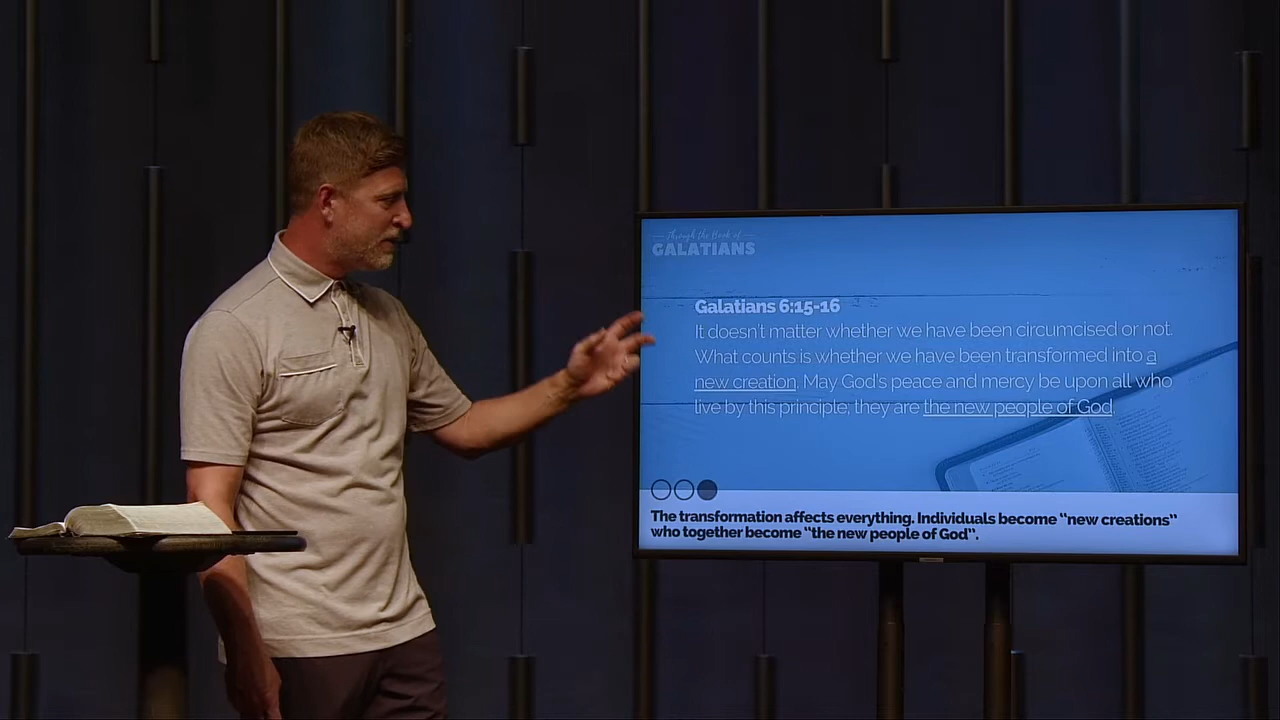 Through the Book of
GALATIANS
Galatians 6:15-16
It doesn't matter whether we have been circumcised or not.
What counts is whether we have been transformed into a
new creation. May God's peace and mercy be upon all who
live by this principle; they are the new people of God.
The transformation affects everything. Individuals become "new creations"
who together become "the new people of God".